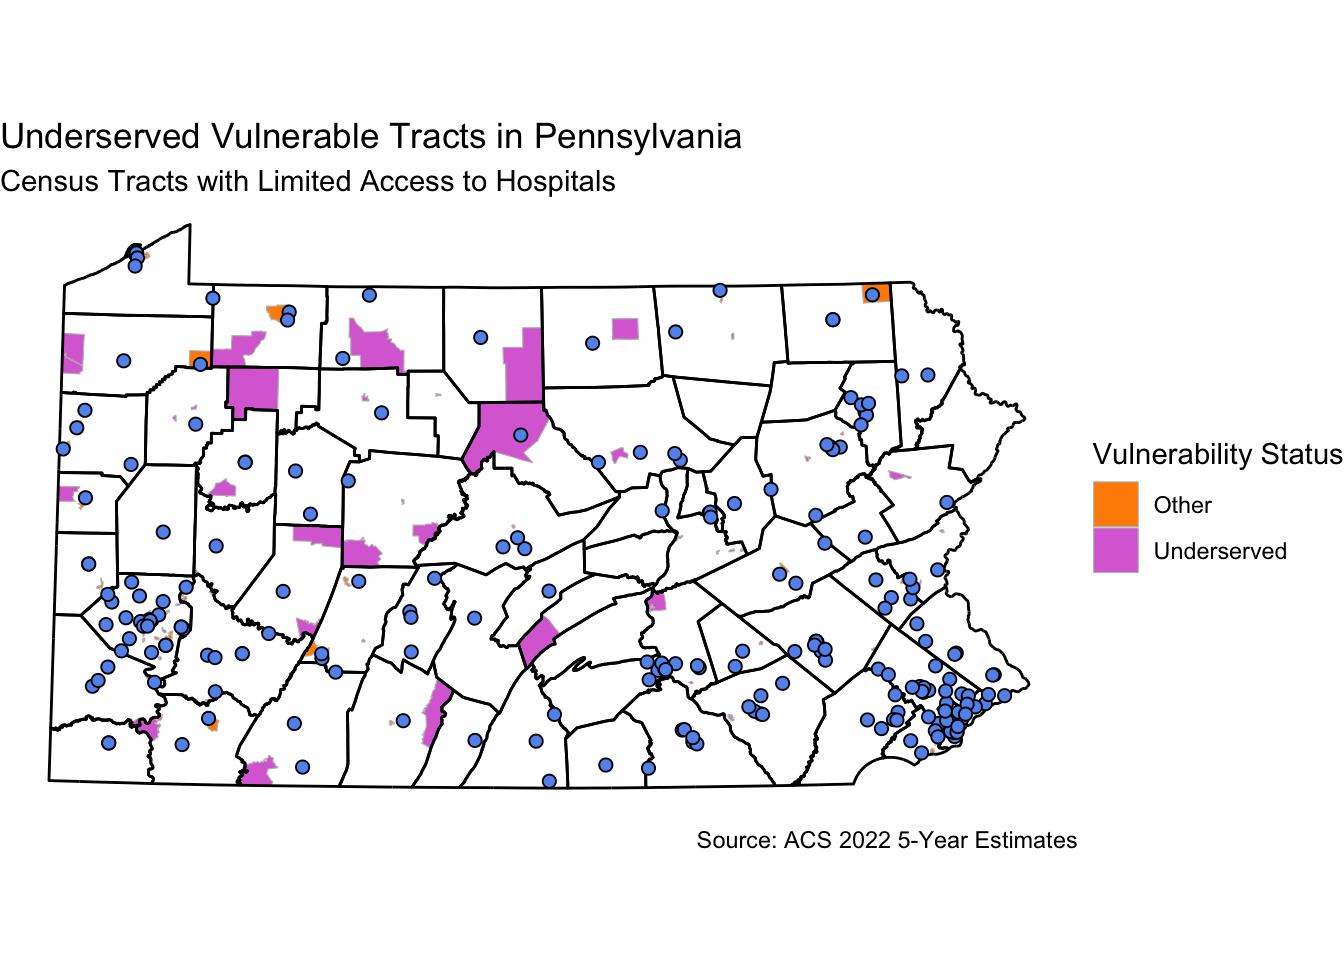 Underserved Vulnerable Tracts in Pennsylvania
Census Tracts with Limited Access to Hospitals
Vulnerability Status
Other
Underserved
Source: ACS 2022 5-Year Estimates